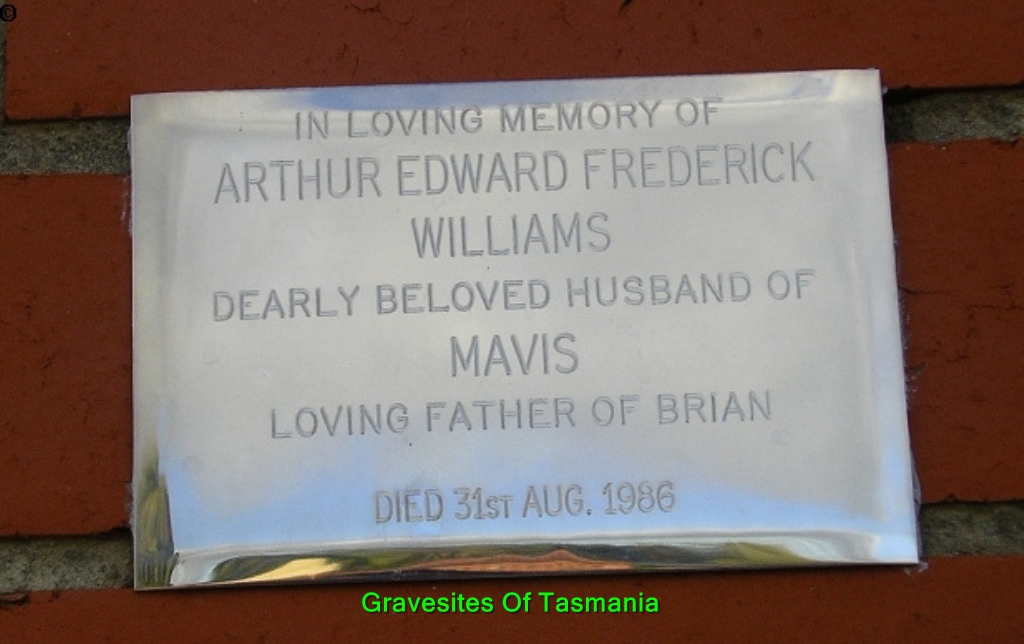 ©
IN LOVING MEMORY OF
ARTHUR EDWARD FREDERICK
WILLIAMS
DEARLY BELOVED HUSBAND OF
MAVIS
LOVING FATHER OF BRIAN
DIED 31ST AUG. 1986
Gravesites Of Tasmania